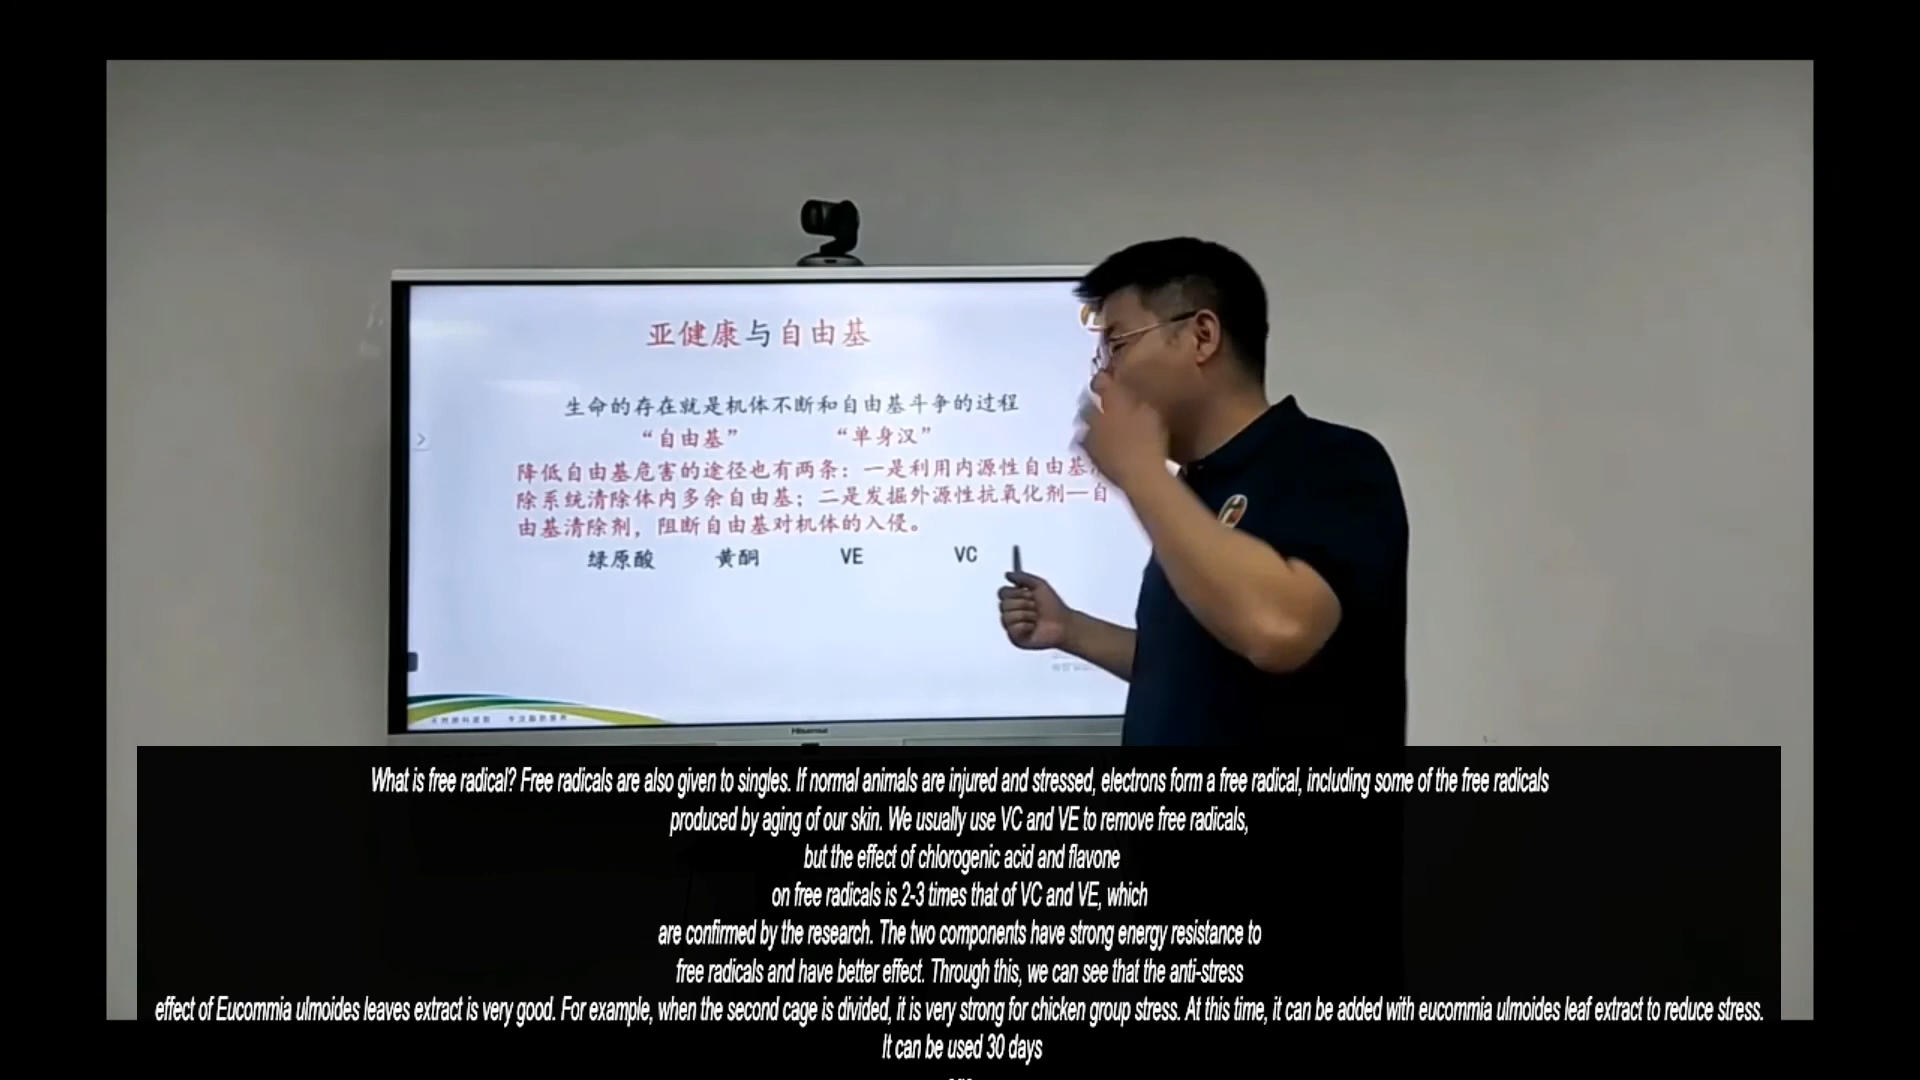 亚健康与自由基
生命的存在就是机体不断和自由基斗争的过程
“自由基” “单身汉”
降低自由基危害的途径也有两条：一是利用内源性自由基
除系统清除体内多余自由基；二是发掘外源性抗氧化剂—自
由基清除剂，阻断自由基对机体的入侵。
绿原酸 黄酮 VE VC
Hisense
What is free radical? Free radicals are also given to singles. If normal animals are injured and stressed, electrons form a free radical, including some of the free radicals
produced by aging of our skin. We usually use VC and VE to remove free radicals,
but the effect of chlorogenic acid and flavone
on free radicals is 2-3 times that of VC and VE, which
are confirmed by the research. The two components have strong energy resistance to
free radicals and have better effect. Through this, we can see that the anti-stress
effect of Eucommia ulmoides leaves extract is very good. For example, when the second cage is divided, it is very strong for chicken group stress. At this time, it can be added with eucommia ulmoides leaf extract to reduce stress.
It can be used 30 days